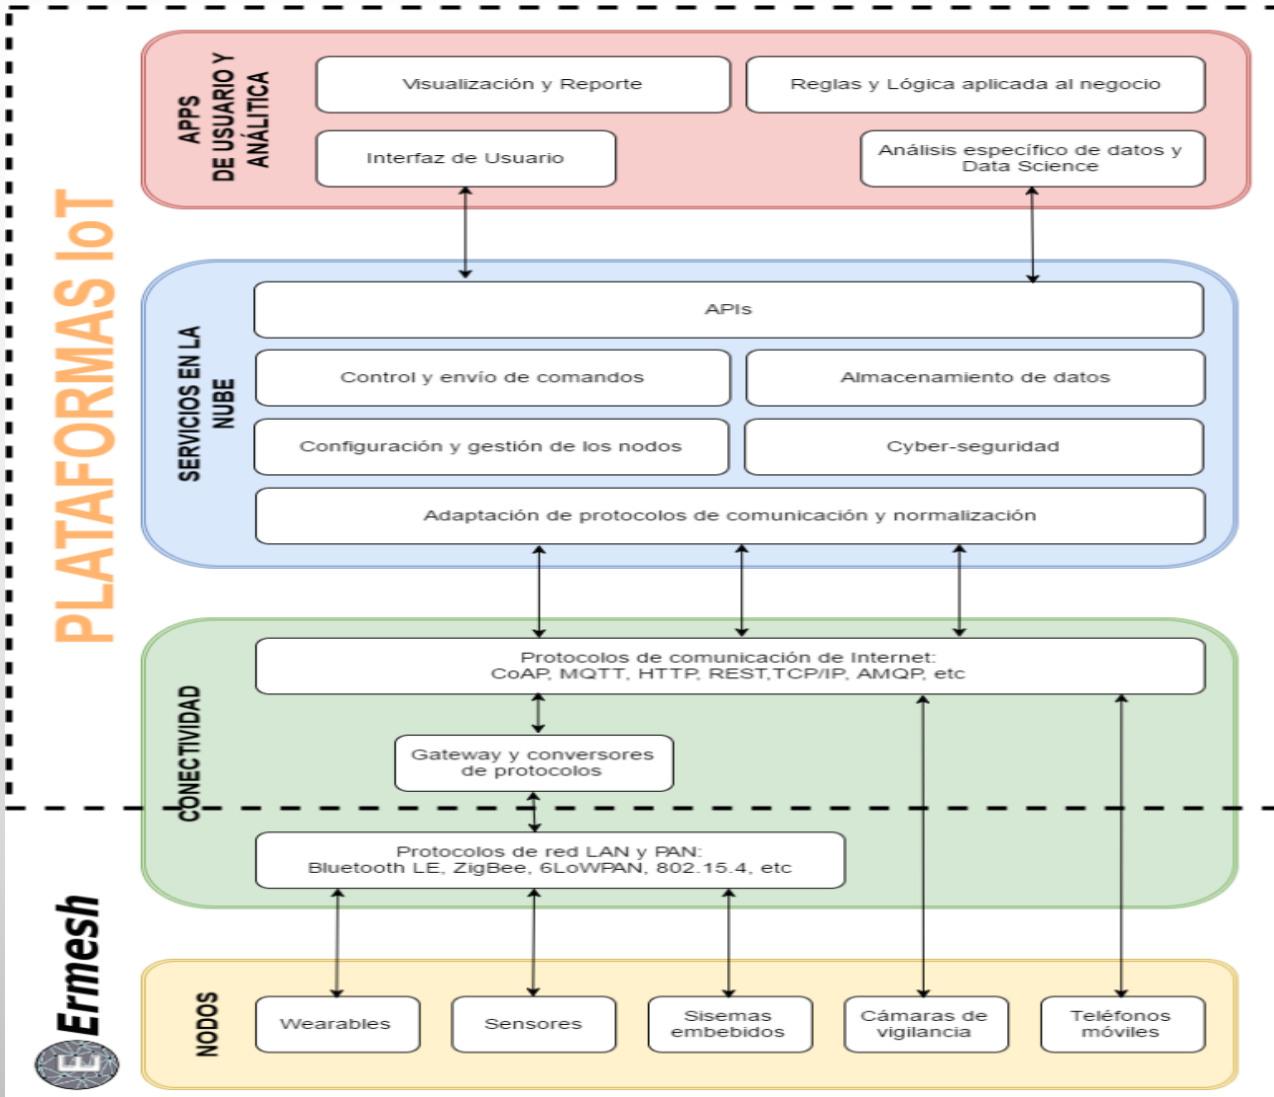 PLATAFORMAS IoT
APPS
DE USUARIO Y
ANÁLITICA
Visualización y Reporte
Reglas y Lógica aplicada al negocio
Interfaz de Usuario
Análisis específico de datos y
Data Science
SERVICIOS EN LA
NUBE
APIs
Control y envío de comandos
Almacenamiento de datos
Configuración y gestión de los nodos
Cyber-seguridad
Adaptación de protocolos de comunicación y normalización
CONECTIVIDAD
Protocolos de comunicación de Internet:
CoAP, MQTT, HTTP, REST,TCP/IP, AMQP, etc
Gateway y conversores
de protocolos
Protocolos de red LAN y PAN:
Bluetooth LE, ZigBee, 6LoWPAN, 802.15.4, etc
NODOS
Wearables
Sensores
Sisemas
embebidos
Cámaras de
vigilancia
Teléfonos
móviles
E Ermesh